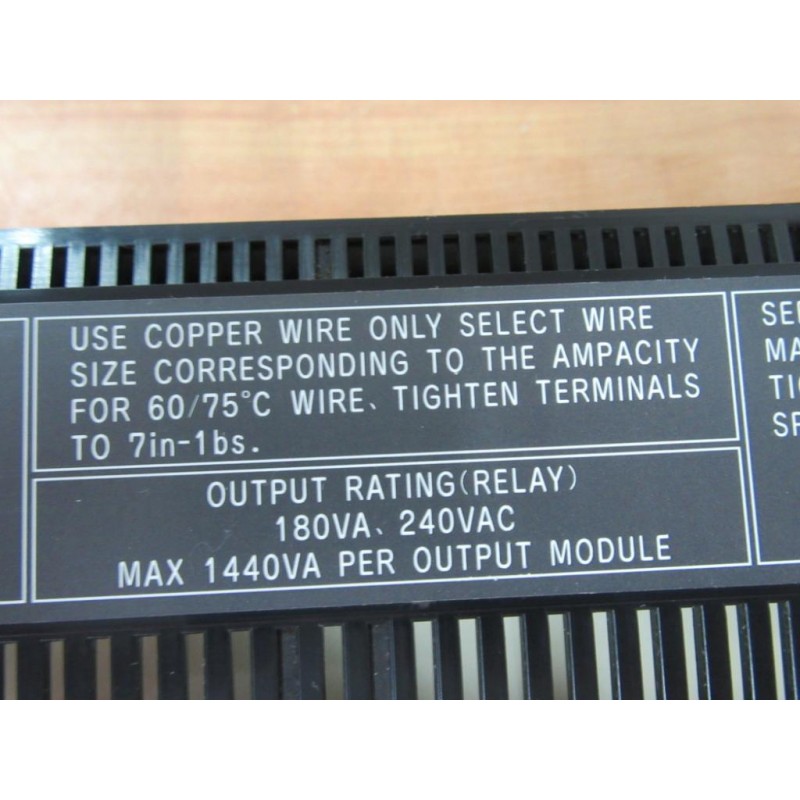 USE COPPER WIRE ONLY SELECT WIRE
SIZE CORRESPONDING TO THE AMPACITY
FOR 60/75°C WIRE、TIGHTEN TERMINALS
TO 7in-1bs.
OUTPUT RATING(RELAY)
180VA、240VAC
MAX 1440VA PER OUTPUT MODULE